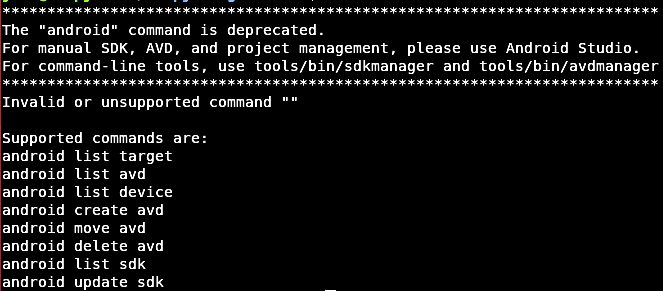 *************************************************************************
The "android" command is deprecated.
For manual SDK, AVD, and project management, please use Android Studio.
For command-line tools, use tools/bin/sdkmanager and tools/bin/avdmanager
*************************************************************************
Invalid or unsupported command ""

Supported commands are:
android list target
android list avd
android list device
android create avd
android move avd
android delete avd
android list sdk
android update sdk